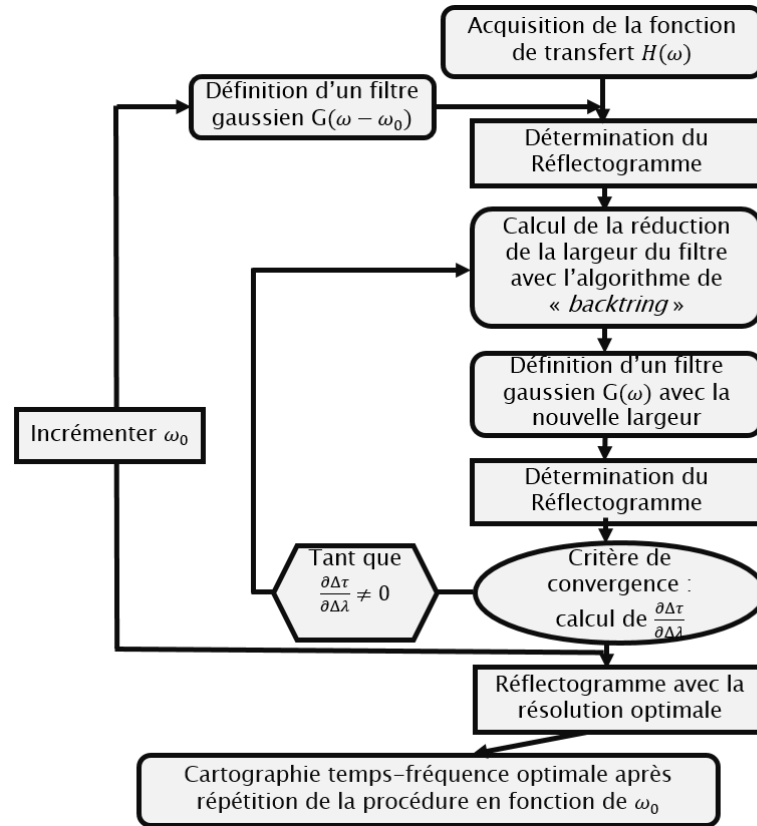 Acquisition de la fonction
de transfert H(ω)
Définition d’un filtre
gaussien G(ω − ω₀)
Détermination du
Réflectogramme
Calcul de la réduction
de la largeur du filtre
avec l’algorithme de
« backtring »
Définition d’un filtre
gaussien G(ω) avec la
nouvelle largeur
Incrémenter ω₀
Détermination du
Réflectogramme
Tant que
∂Δτ/∂Δλ ≠ 0
Critère de
convergence :
calcul de ∂Δτ/∂Δλ
Réflectogramme avec la
résolution optimale
Cartographie temps-fréquence optimale après
répétition de la procédure en fonction de ω₀